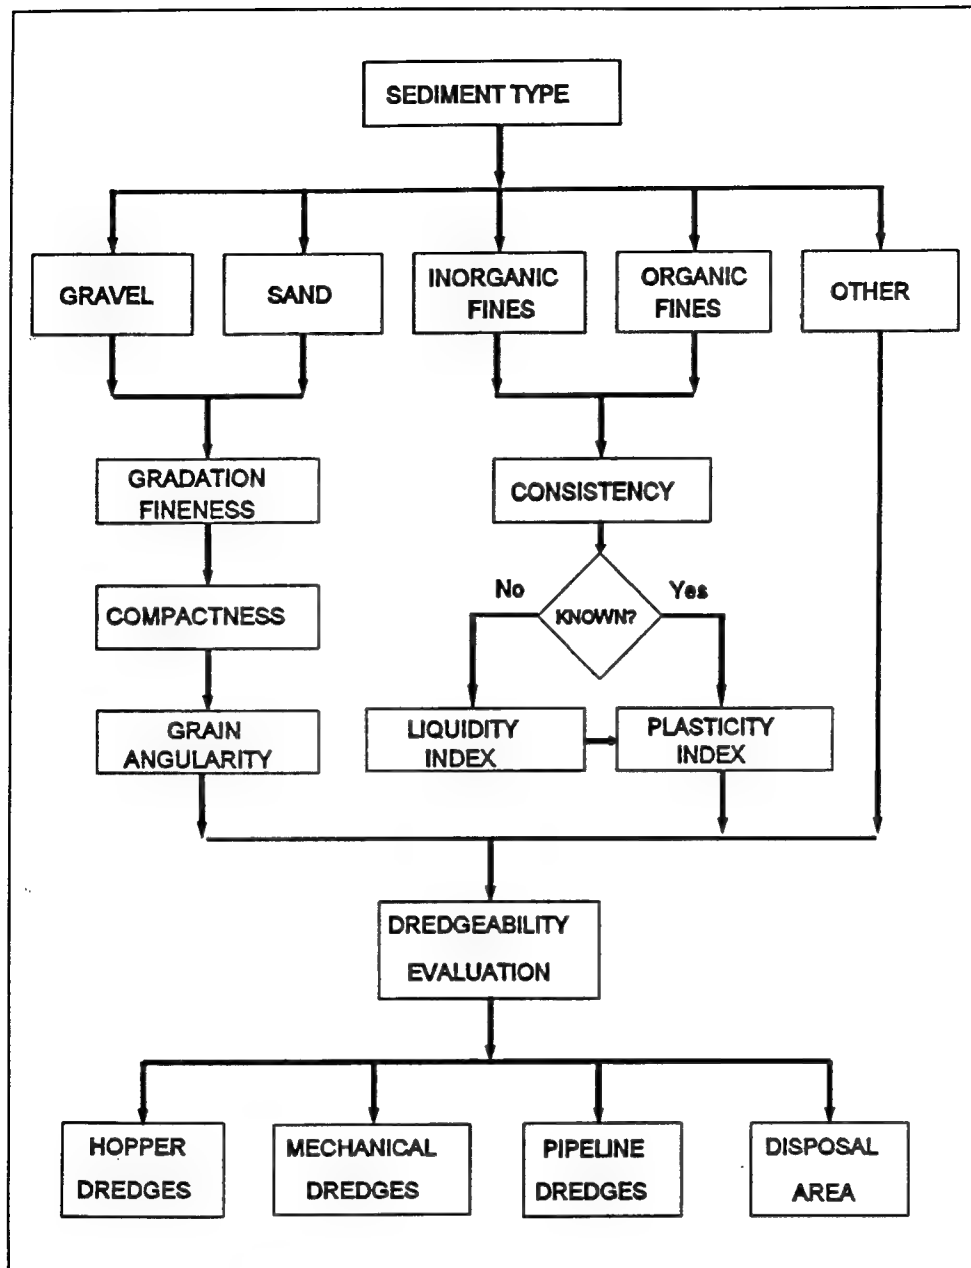 SEDIMENT TYPE
GRAVEL
SAND
INORGANIC
FINES
ORGANIC
FINES
OTHER
GRADATION
FINENESS
CONSISTENCY
No
Yes
KNOWN?
COMPACTNESS
GRAIN
ANGULARITY
LIQUIDITY
INDEX
PLASTICITY
INDEX
DREDGEABILITY
EVALUATION
HOPPER
DREDGES
MECHANICAL
DREDGES
PIPELINE
DREDGES
DISPOSAL
AREA